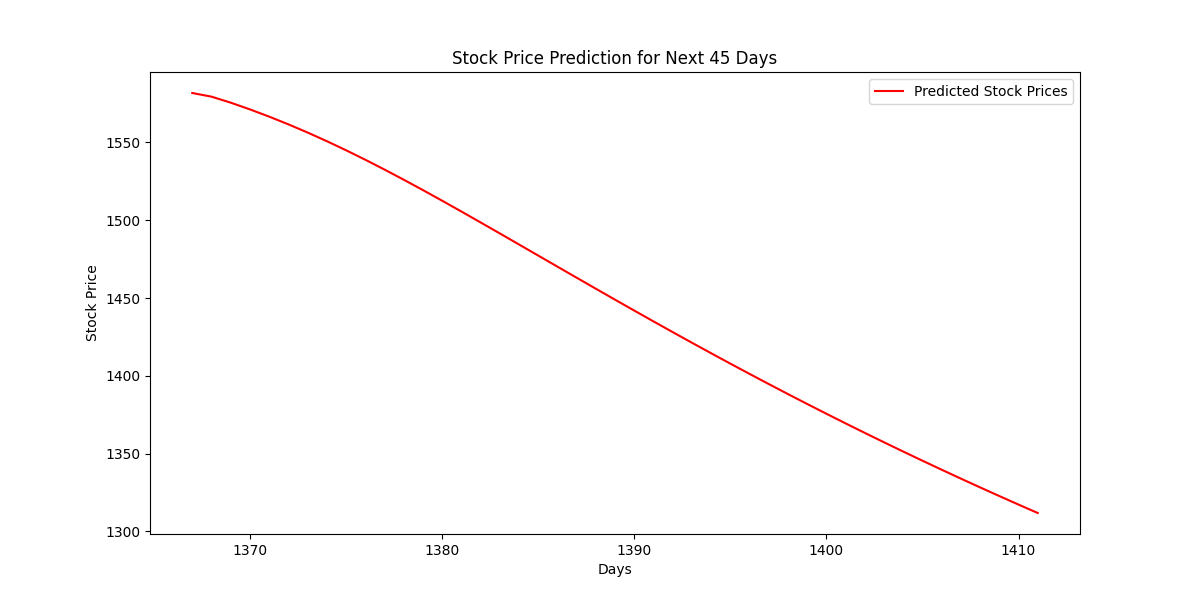 Stock Price Prediction for Next 45 Days
Predicted Stock Prices
Stock Price
1550
1500
1450
1400
1350
1300
1370 1380 1390 1400 1410
Days